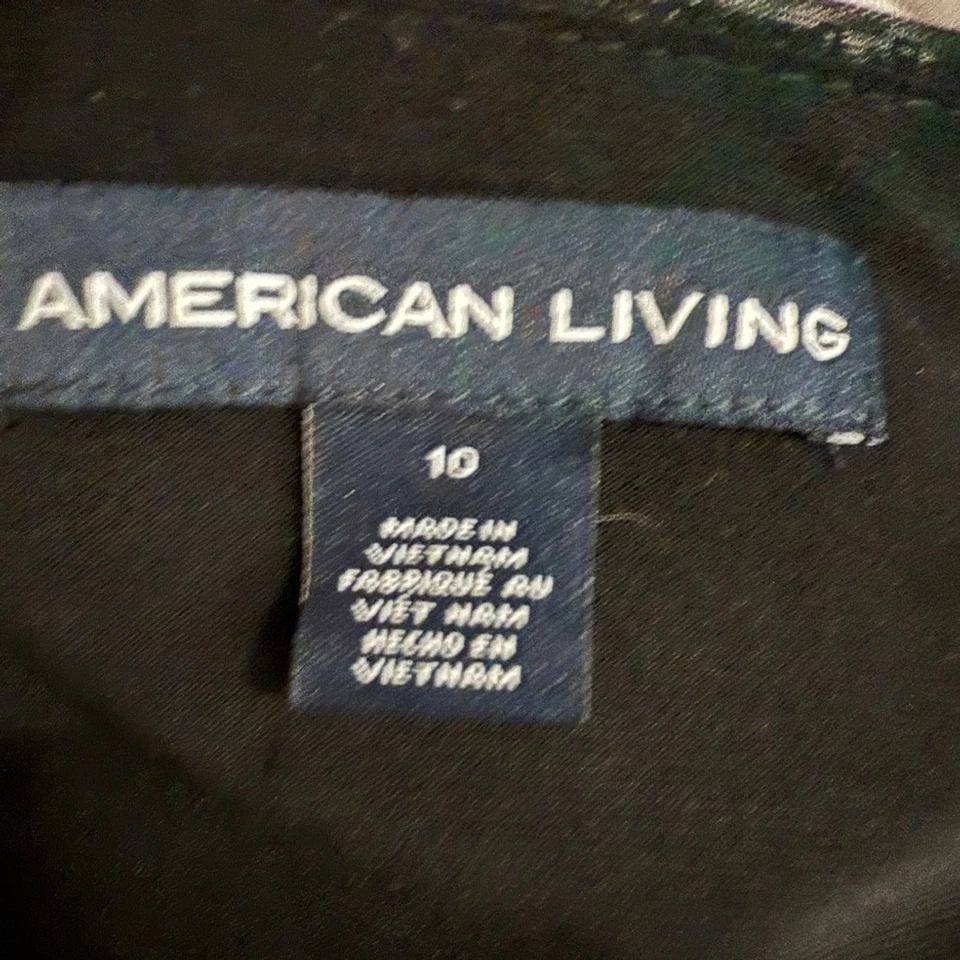 AMERICAN LIVING
10
MADE IN
VIETNAM
FABRIQUÉ AU
VIÊT NAM
HECHO EN
VIETNAM